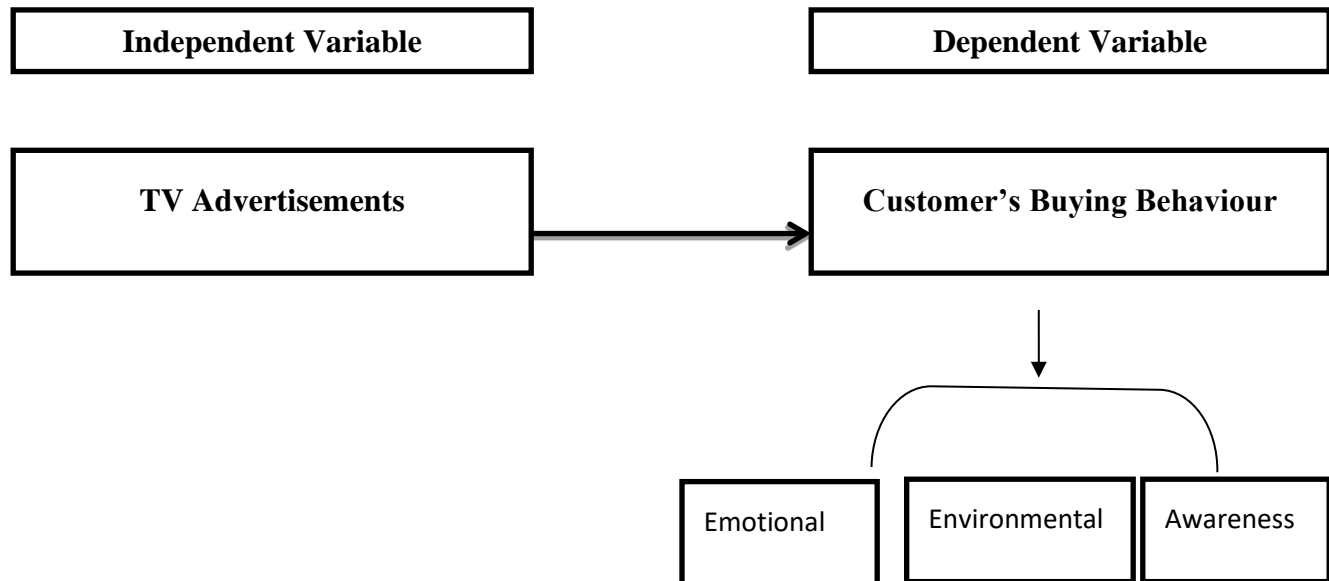 Independent Variable
Dependent Variable
TV Advertisements
Customer’s Buying Behaviour
Emotional
Environmental
Awareness